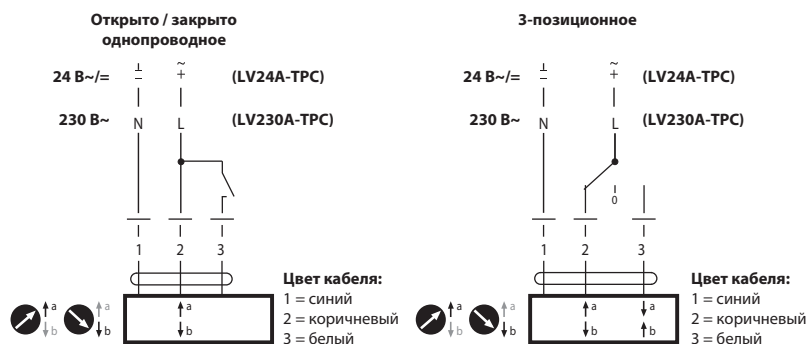 Открыто / закрыто
однопроводное
24 В~/= ⊥ – ~ + (LV24A-TPC)
230 В~ N L (LV230A-TPC)
1 2 3
a b a b a b
Цвет кабеля:
1 = синий
2 = коричневый
3 = белый
3-позиционное
24 В~/= ⊥ – ~ + (LV24A-TPC)
230 В~ N L (LV230A-TPC)
0
1 2 3
a b a b a b a b
Цвет кабеля:
1 = синий
2 = коричневый
3 = белый